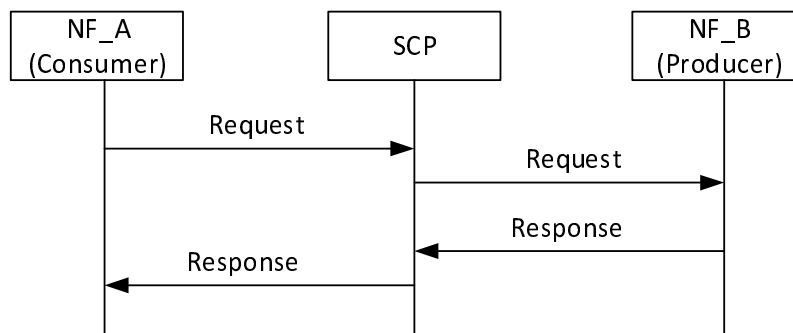 NF_A
(Consumer)
SCP
NF_B
(Producer)
Request
Request
Response
Response